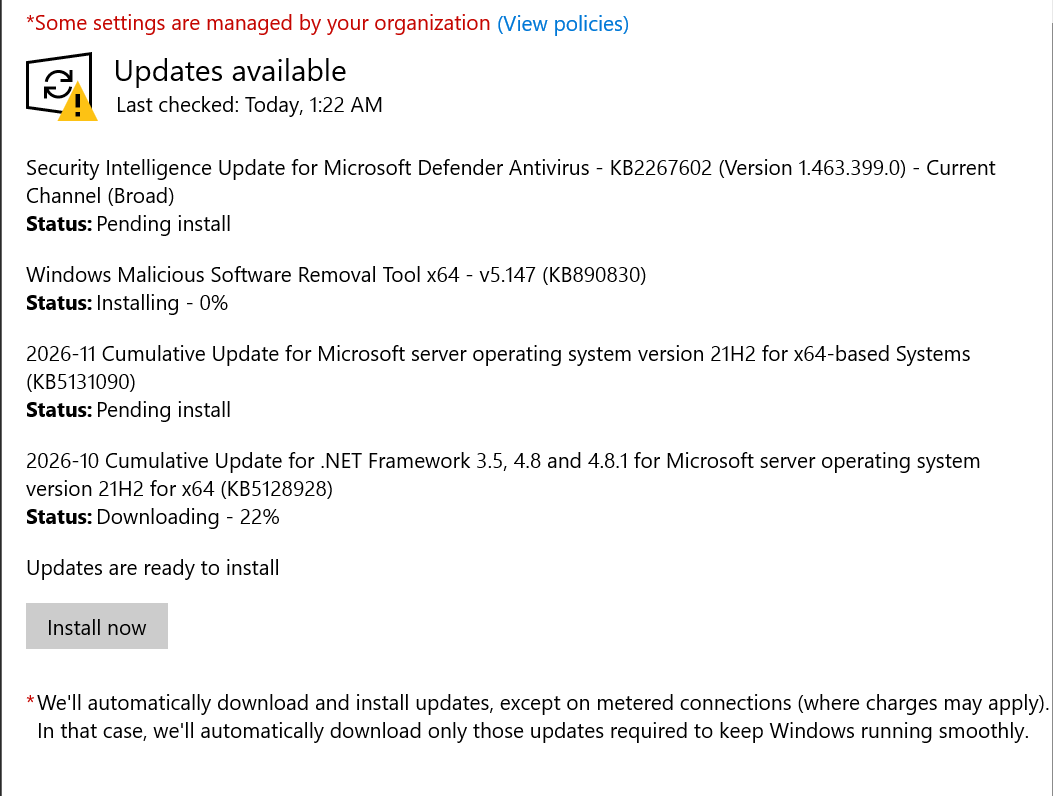 *Some settings are managed by your organization (View policies)
Updates available
Last checked: Today, 1:22 AM
Security Intelligence Update for Microsoft Defender Antivirus - KB2267602 (Version 1.463.399.0) - Current
Channel (Broad)
Status: Pending install
Windows Malicious Software Removal Tool x64 - v5.147 (KB890830)
Status: Installing - 0%
2026-11 Cumulative Update for Microsoft server operating system version 21H2 for x64-based Systems
(KB5131090)
Status: Pending install
2026-10 Cumulative Update for .NET Framework 3.5, 4.8 and 4.8.1 for Microsoft server operating system
version 21H2 for x64 (KB5128928)
Status: Downloading - 22%
Updates are ready to install
Install now
*We'll automatically download and install updates, except on metered connections (where charges may apply).
In that case, we'll automatically download only those updates required to keep Windows running smoothly.